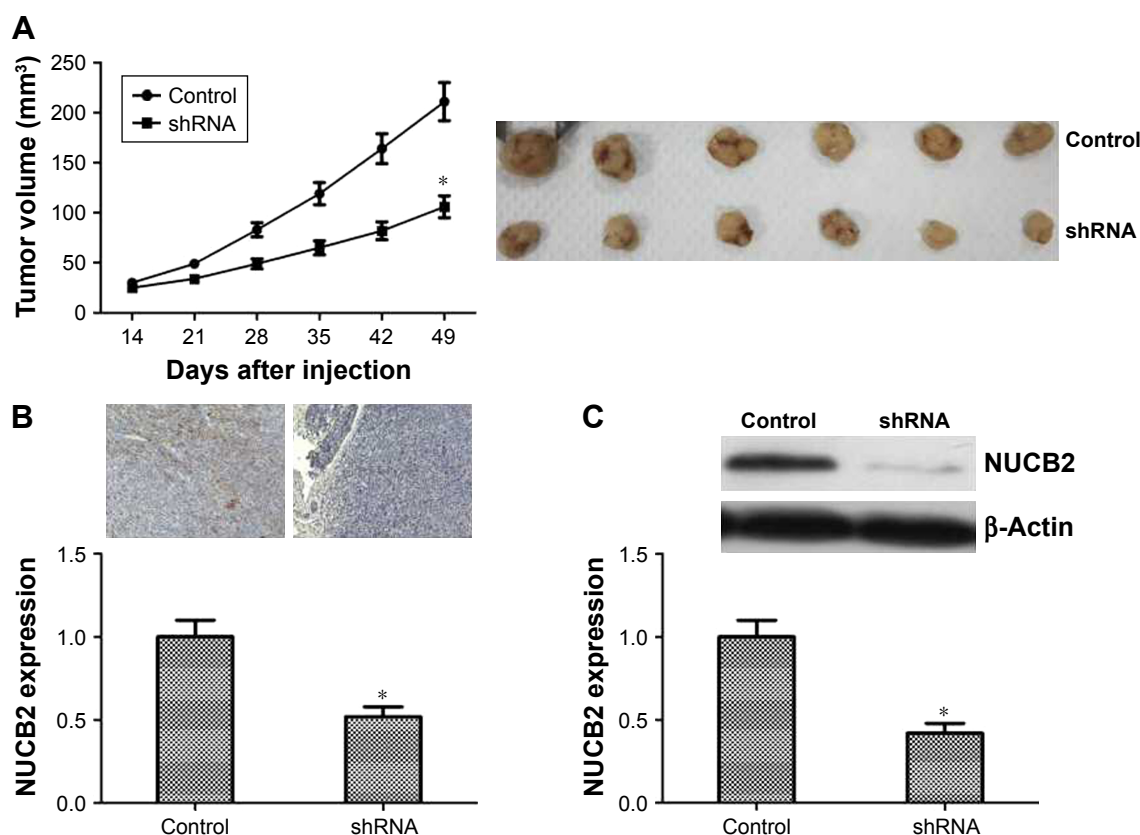 A
Tumor volume (mm³)
250
200
150
100
50
0
Control
shRNA
*
14 21 28 35 42 49
Days after injection
Control
shRNA
B
NUCB2 expression
1.5
1.0
0.5
0.0
*
Control shRNA
C
Control shRNA
NUCB2
β-Actin
NUCB2 expression
1.5
1.0
0.5
0.0
*
Control shRNA